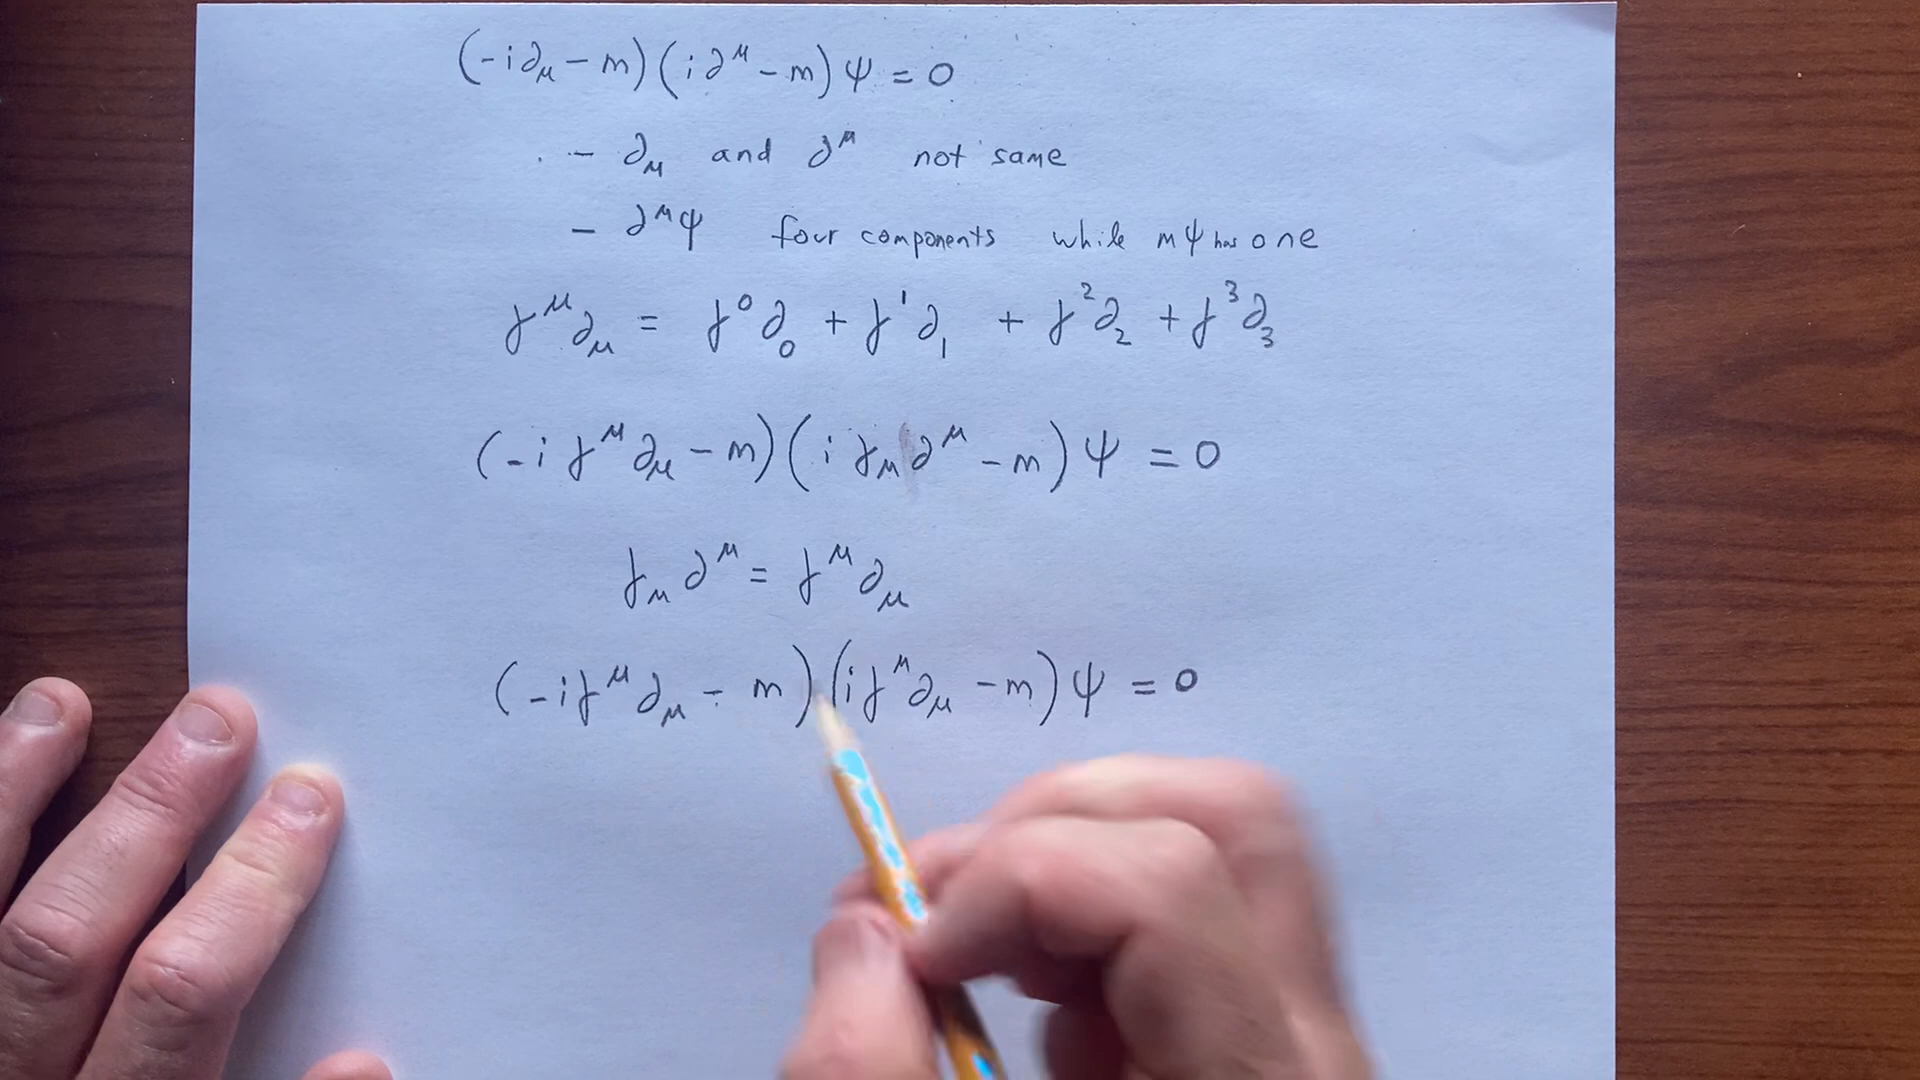 (-i∂_μ - m)(i∂^μ - m)ψ = 0
- ∂_μ and ∂^μ not same
- ∂^μψ four components while mψ has one
γ^μ∂_μ = γ^0∂_0 + γ^1∂_1 + γ^2∂_2 + γ^3∂_3
(-iγ^μ∂_μ - m)(iγ_μ∂^μ - m)ψ = 0
γ_μ∂^μ = γ^μ∂_μ
(-iγ^μ∂_μ - m)(iγ^μ∂_μ - m)ψ = 0